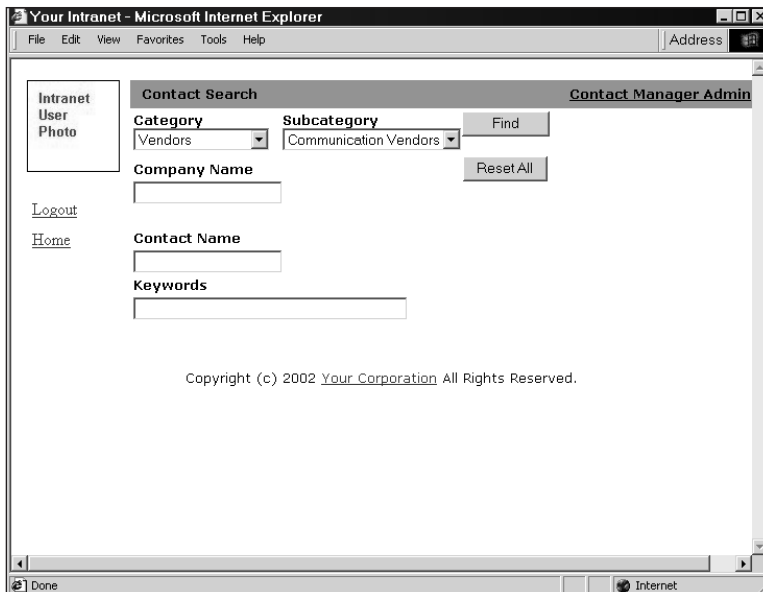 Your Intranet - Microsoft Internet Explorer
File Edit View Favorites Tools Help Address
Intranet
User
Photo
Logout
Home
Contact Search Contact Manager Admin
Category Subcategory Find
Vendors Communication Vendors
Company Name Reset All
Contact Name
Keywords
Copyright (c) 2002 Your Corporation All Rights Reserved.
Done Internet